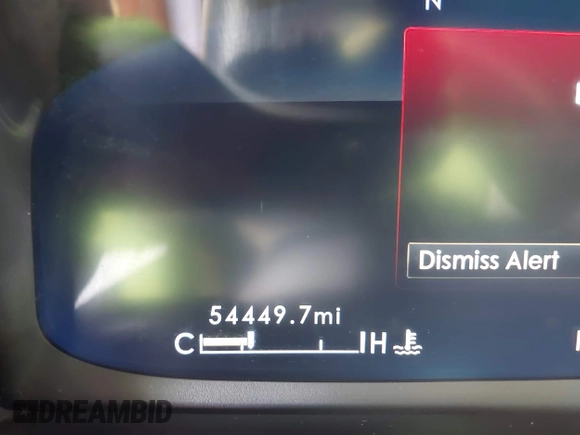 N
Dismiss Alert
54449.7mi
C H
DREAMBID